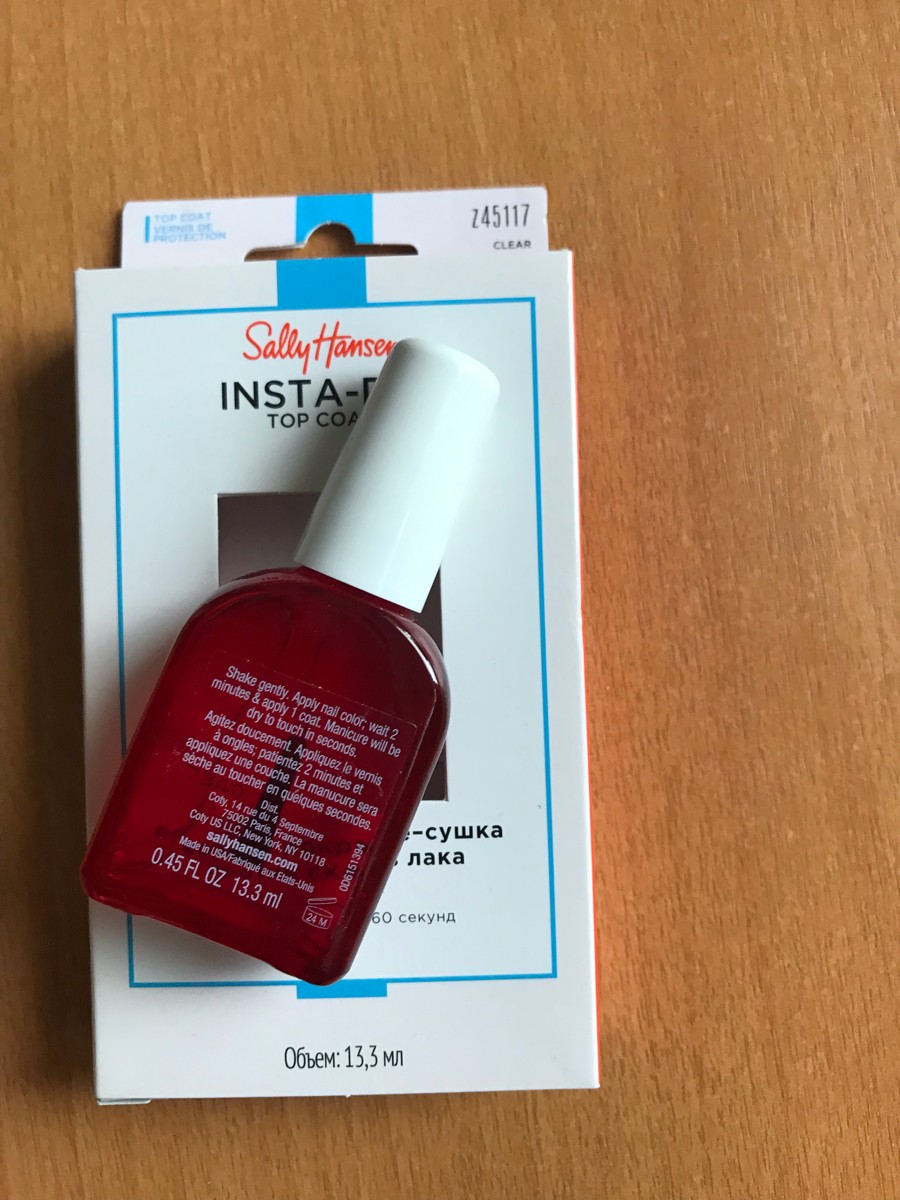 TOP COAT
VERNIS DE
PROTECTION
Z45117
CLEAR
Sally Hansen
INSTA-D
TOP COA
Shake gently. Apply nail color; wait 2
minutes & apply 1 coat. Manicure will be
dry to touch in seconds.
Agitez doucement. Appliquez le vernis
à ongles; patientez 2 minutes et
appliquez une couche. La manucure sera
sèche au toucher en quelques secondes.
Dist.
Coty, 14 rue du 4 Septembre
75002 Paris, France
Coty US LLC, New York, NY 10118
sallyhansen.com
Made in USA/Fabriqué aux Etats-Unis
0.45 FL OZ 13.3 ml
0D6151394
24 M
е-сушка
лака
60 секунд
Объем: 13,3 мл